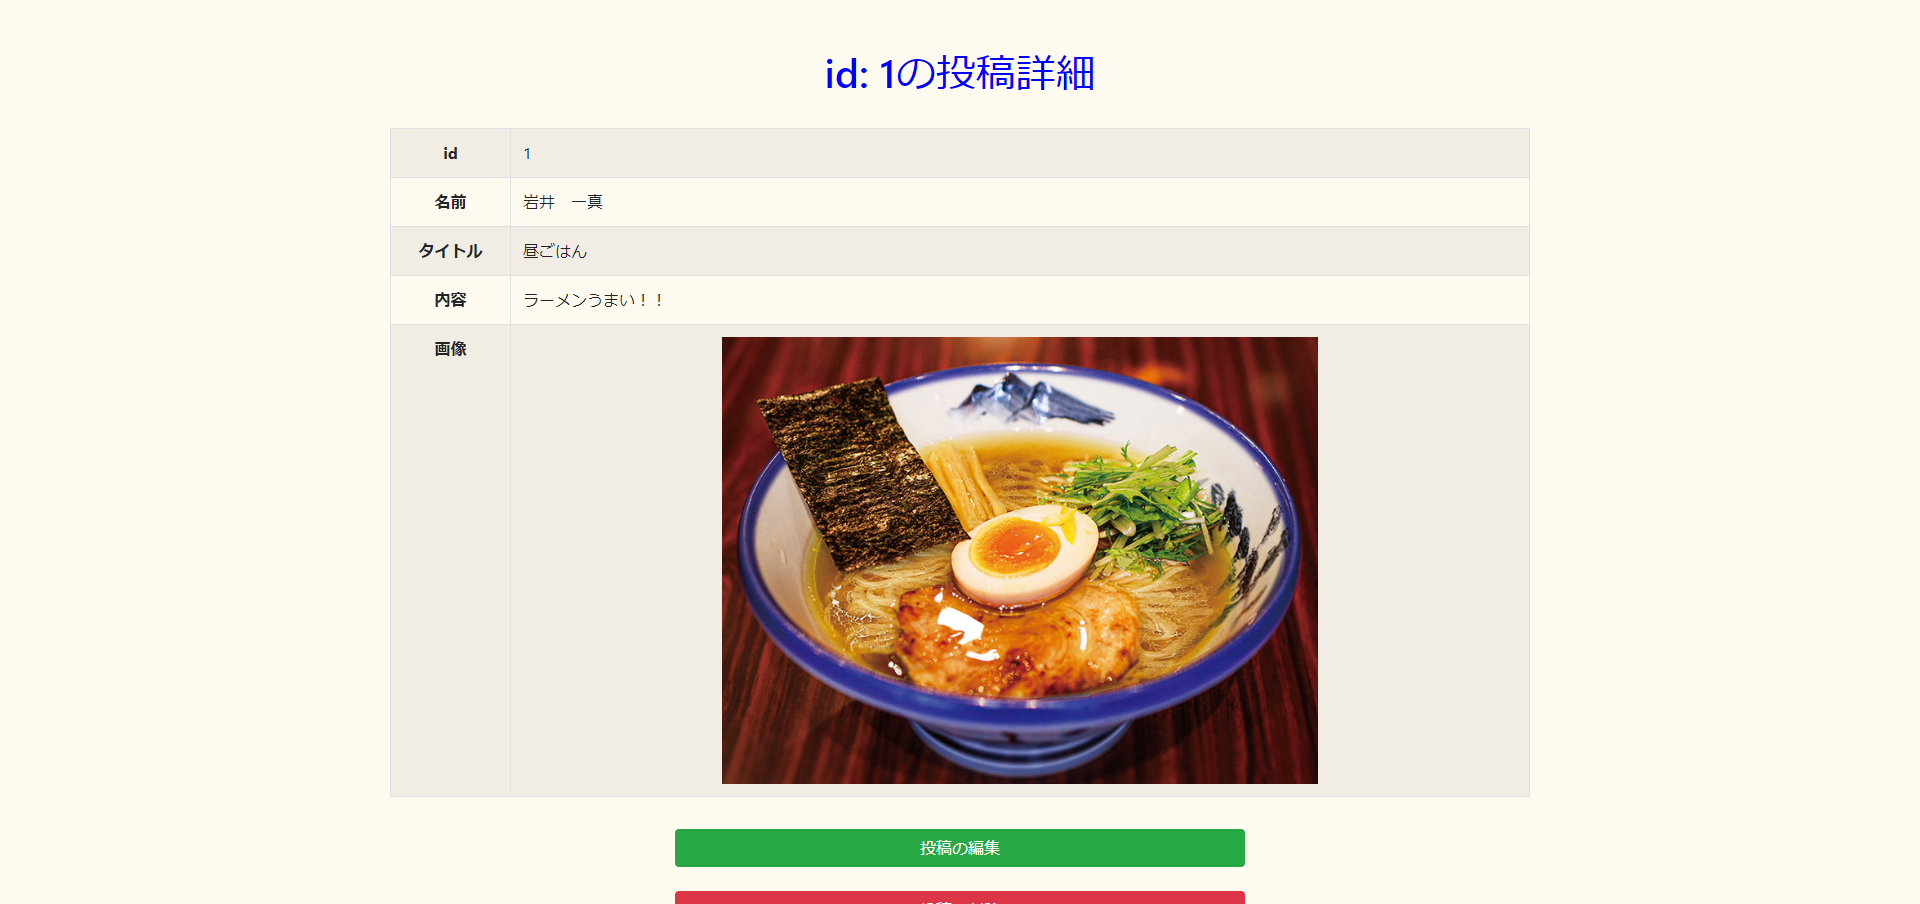 id: 1の投稿詳細
id 1
名前 岩井　一真
タイトル 昼ごはん
内容 ラーメンうまい！！
画像
投稿の編集